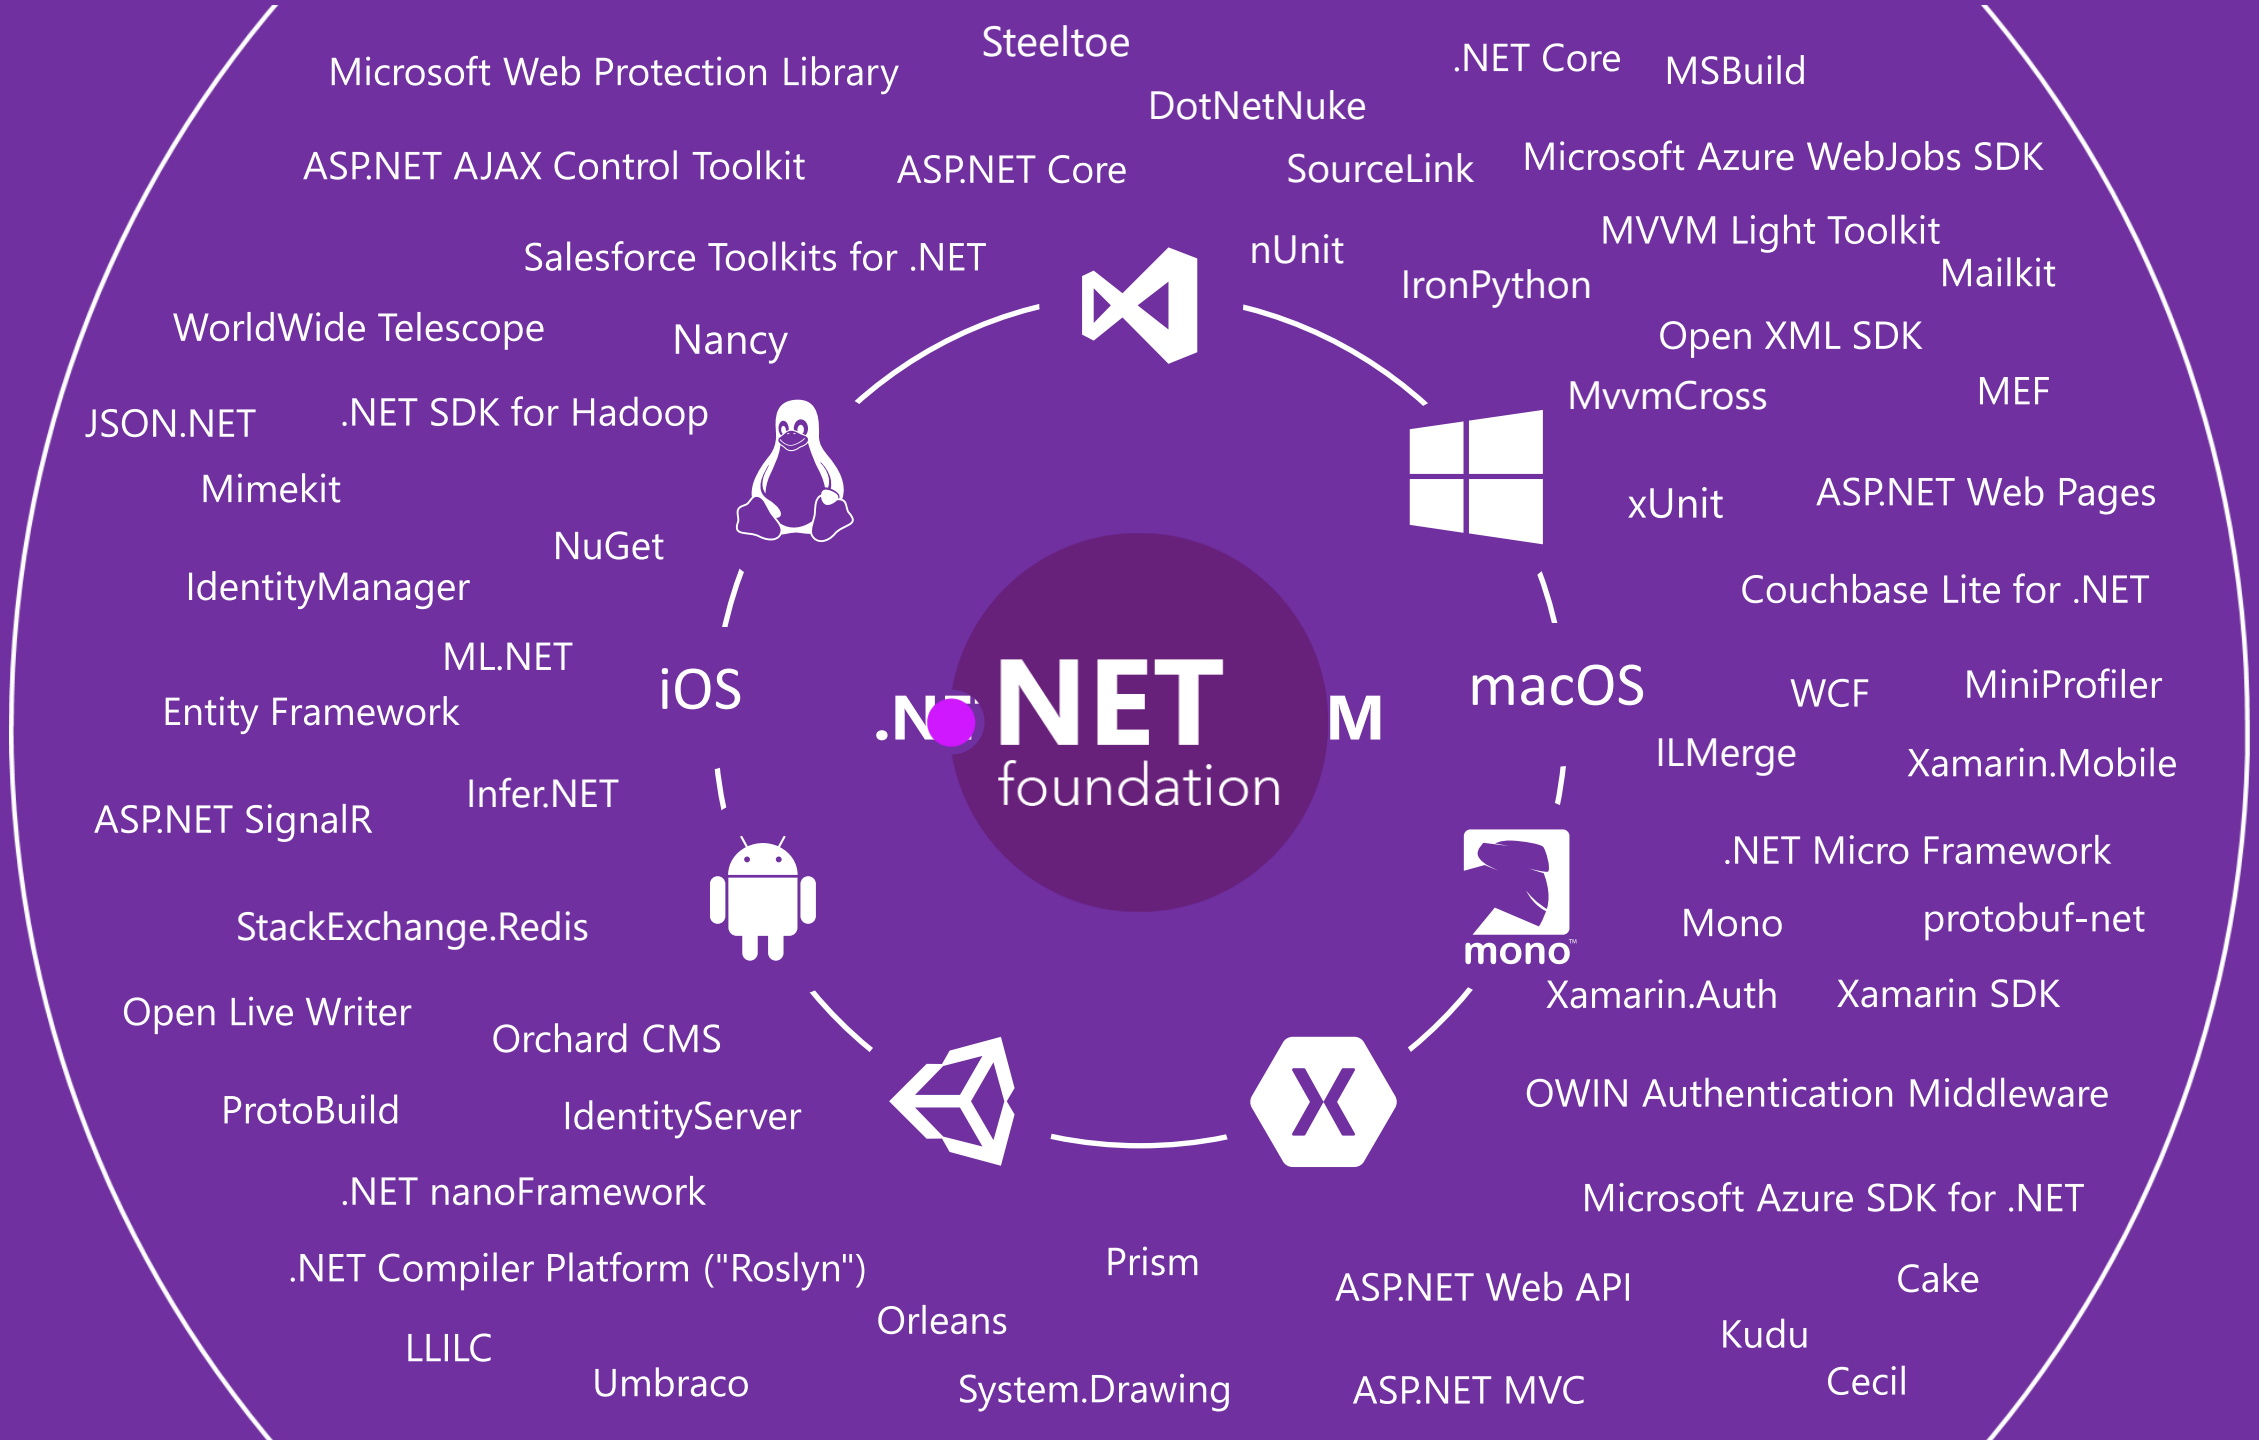 Steeltoe
.NET Core
MSBuild
Microsoft Web Protection Library
DotNetNuke
ASP.NET AJAX Control Toolkit
ASP.NET Core
SourceLink
Microsoft Azure WebJobs SDK
MVVM Light Toolkit
Salesforce Toolkits for .NET
nUnit
IronPython
Mailkit
WorldWide Telescope
Nancy
Open XML SDK
MvvmCross
MEF
JSON.NET
.NET SDK for Hadoop
Mimekit
xUnit
ASP.NET Web Pages
NuGet
IdentityManager
Couchbase Lite for .NET
ML.NET
iOS
macOS
WCF
MiniProfiler
Entity Framework
.NET
foundation
M
ILMerge
Xamarin.Mobile
Infer.NET
ASP.NET SignalR
.NET Micro Framework
StackExchange.Redis
mono™
Mono
protobuf-net
Xamarin.Auth
Xamarin SDK
Open Live Writer
Orchard CMS
ProtoBuild
IdentityServer
OWIN Authentication Middleware
.NET nanoFramework
Microsoft Azure SDK for .NET
.NET Compiler Platform ("Roslyn")
Prism
ASP.NET Web API
Cake
Orleans
Kudu
LLILC
Umbraco
System.Drawing
ASP.NET MVC
Cecil